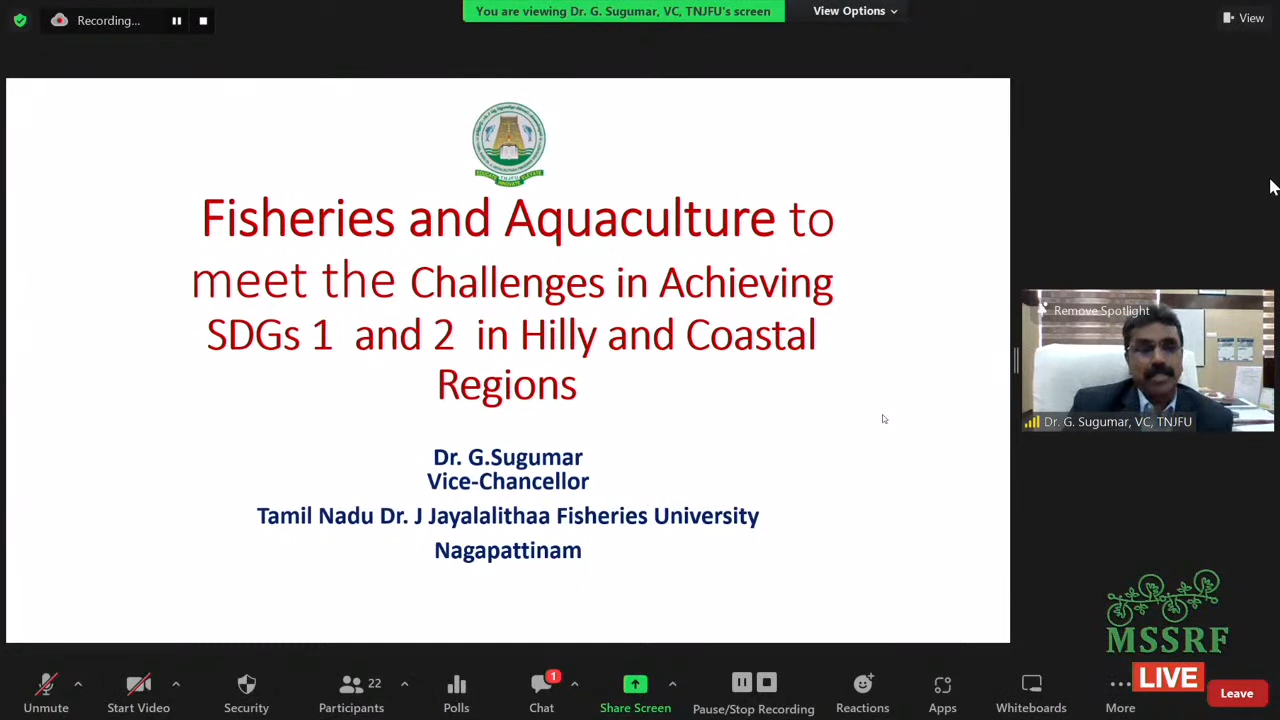 Recording...
You are viewing Dr. G. Sugumar, VC, TNJFU's screen
View Options
View
Fisheries and Aquaculture to
meet the Challenges in Achieving
SDGs 1 and 2 in Hilly and Coastal
Regions
Dr. G.Sugumar
Vice-Chancellor
Tamil Nadu Dr. J Jayalalithaa Fisheries University
Nagapattinam
Remove Spotlight
Dr. G. Sugumar, VC, TNJFU
MSSRF
LIVE
Unmute
Start Video
Security
22
Participants
Polls
1
Chat
Share Screen
Pause/Stop Recording
Reactions
Apps
Whiteboards
More
Leave